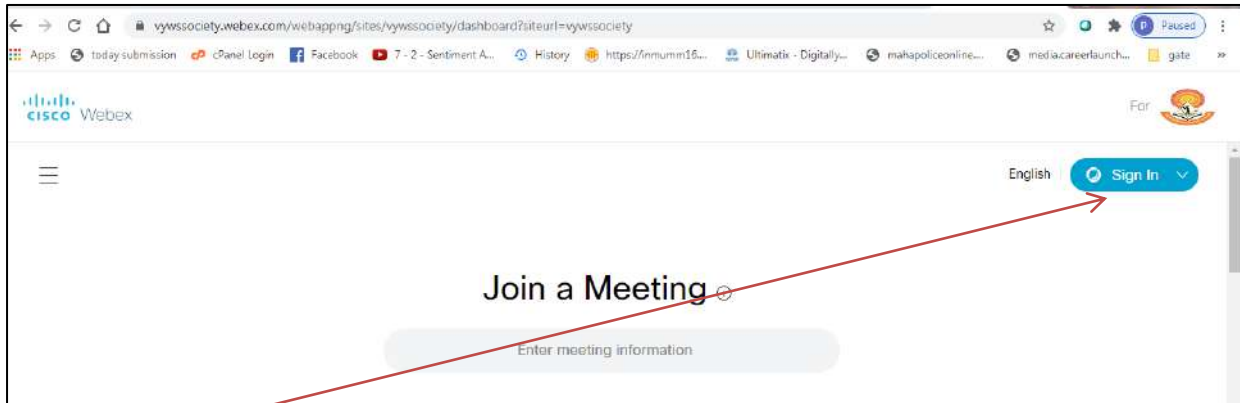 vywssociety.webex.com/webappng/sites/vywssociety/dashboard?siteurl=vywssociety
P Paused
Apps today submission cP cPanel Login Facebook 7 - 2 - Sentiment A... History https://inmumm16... Ultimatix - Digitally... mahapoliceonline.... media.careerlaunch... gate »
CISCO Webex
For
English Sign In
Join a Meeting
Enter meeting information